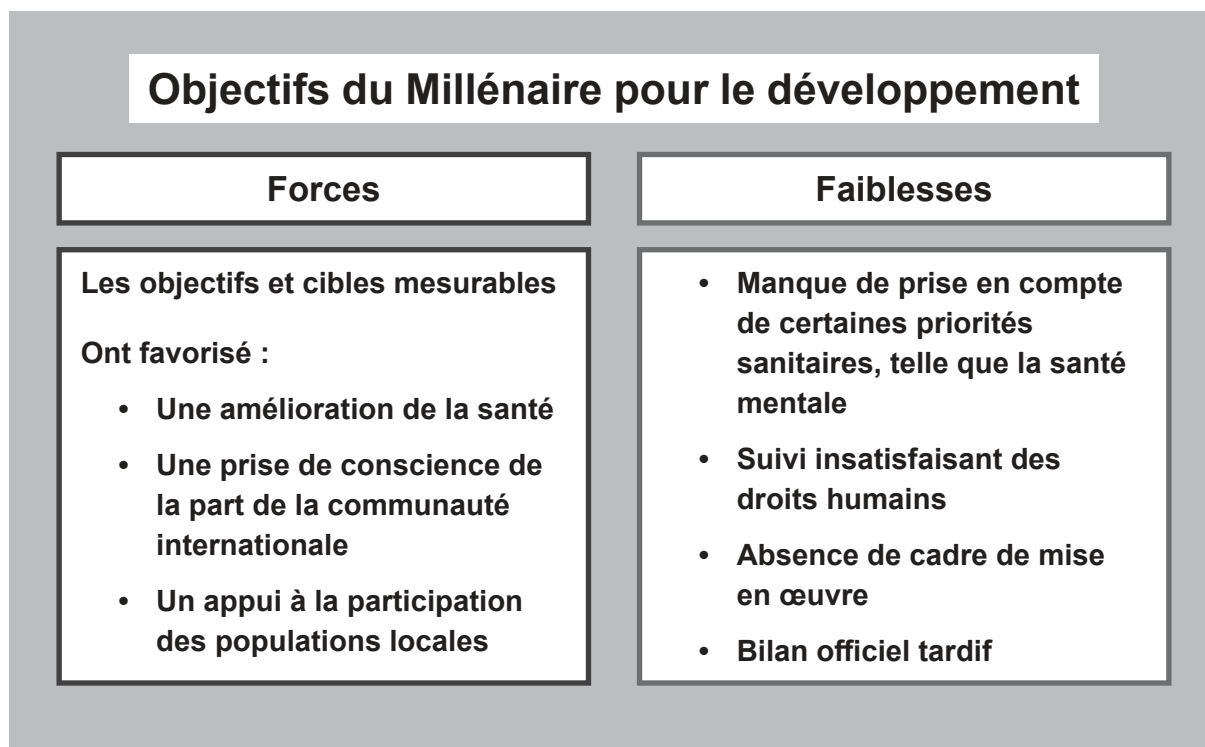 Objectifs du Millénaire pour le développement
Forces
Les objectifs et cibles mesurables
Ont favorisé :
• Une amélioration de la santé
• Une prise de conscience de
la part de la communauté
internationale
• Un appui à la participation
des populations locales
Faiblesses
• Manque de prise en compte
de certaines priorités
sanitaires, telle que la santé
mentale
• Suivi insatisfaisant des
droits humains
• Absence de cadre de mise
en œuvre
• Bilan officiel tardif